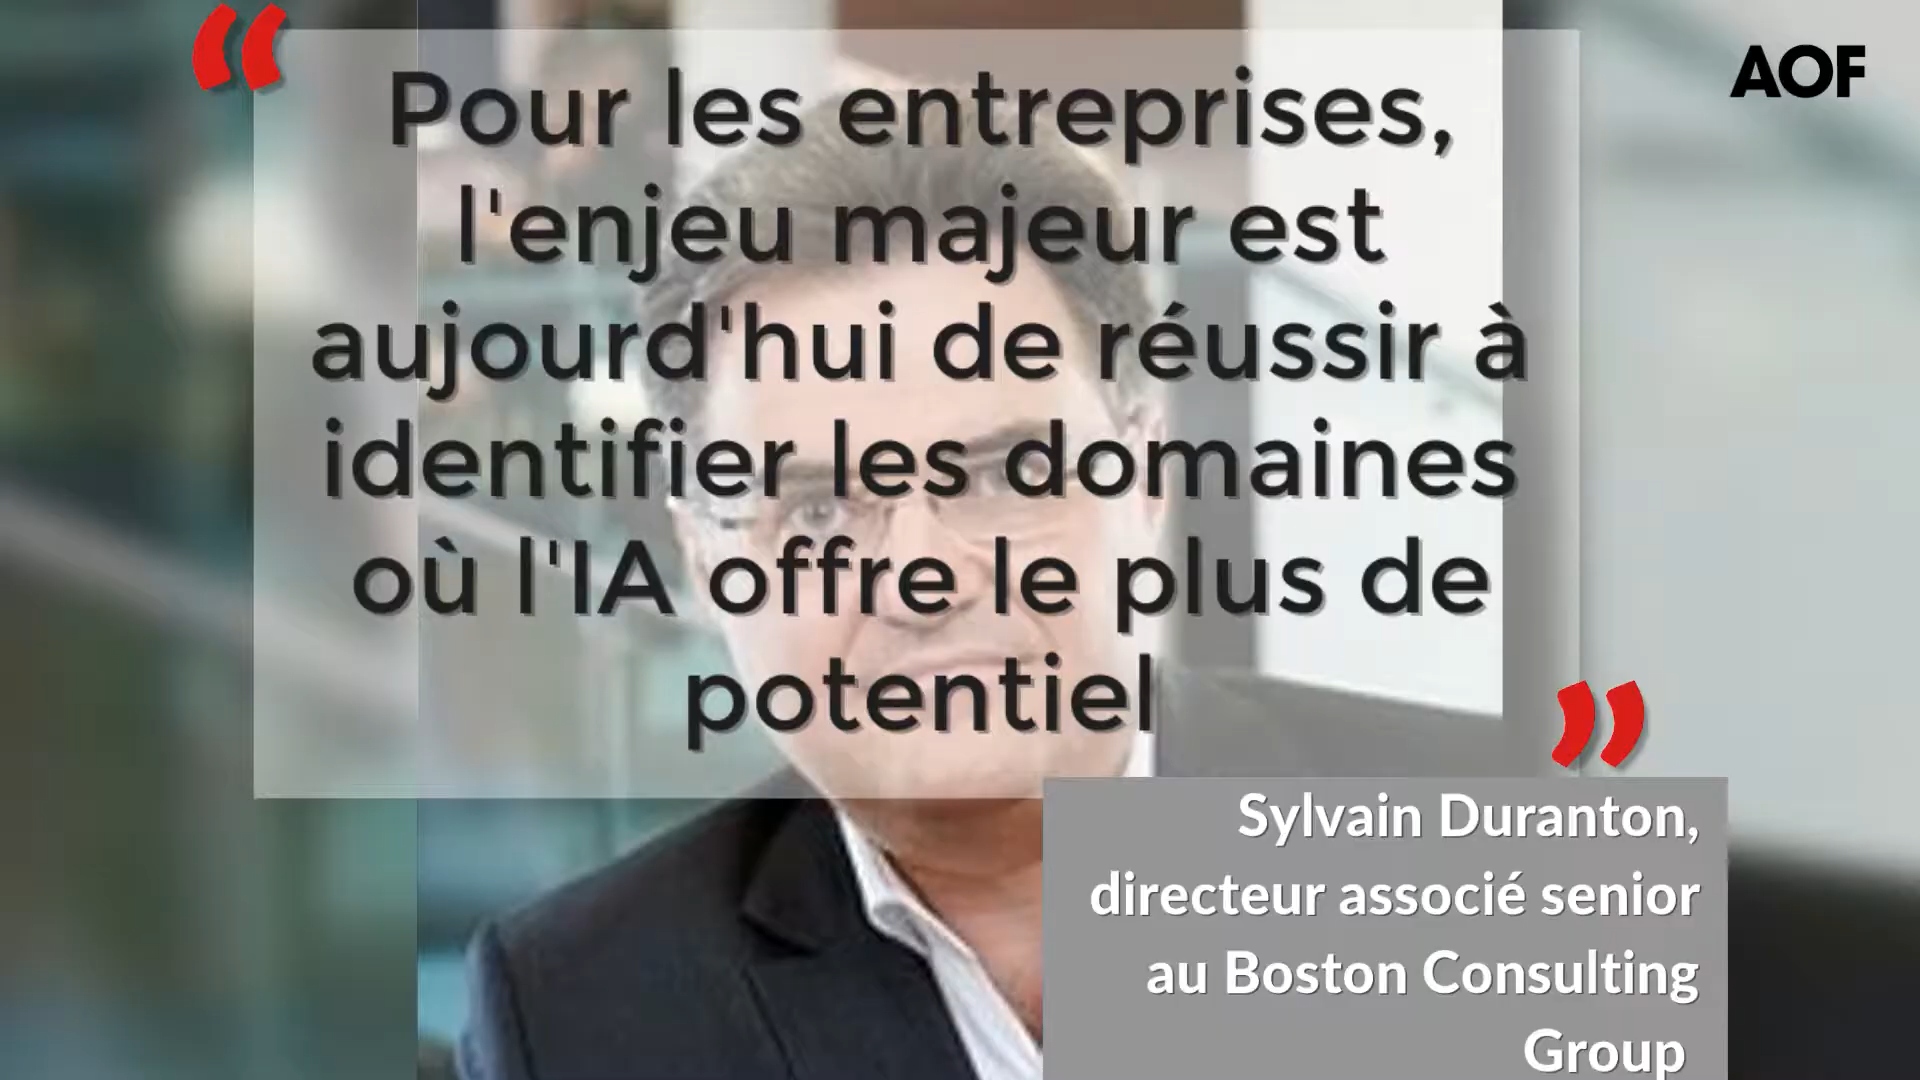 AOF
“
Pour les entreprises,
l'enjeu majeur est
aujourd'hui de réussir à
identifier les domaines
où l'IA offre le plus de
potentiel
”
Sylvain Duranton,
directeur associé senior
au Boston Consulting
Group